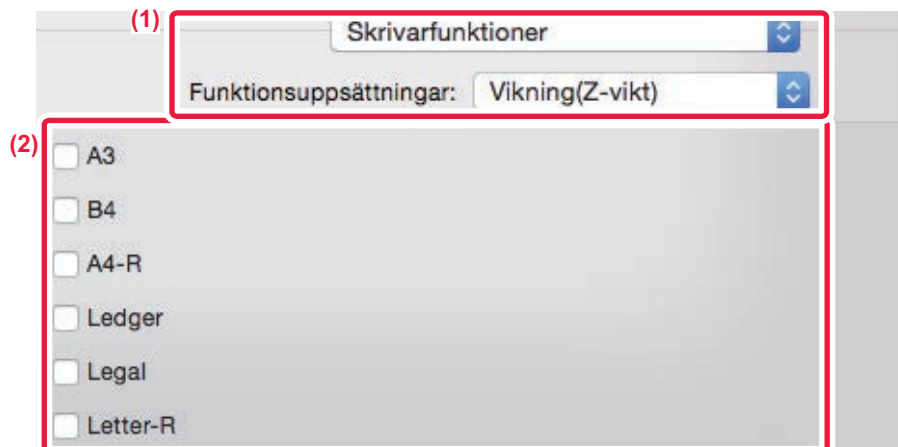 (1)
Skrivarfunktioner
Funktionsuppsättningar: Vikning(Z-vikt)
(2)
A3
B4
A4-R
Ledger
Legal
Letter-R